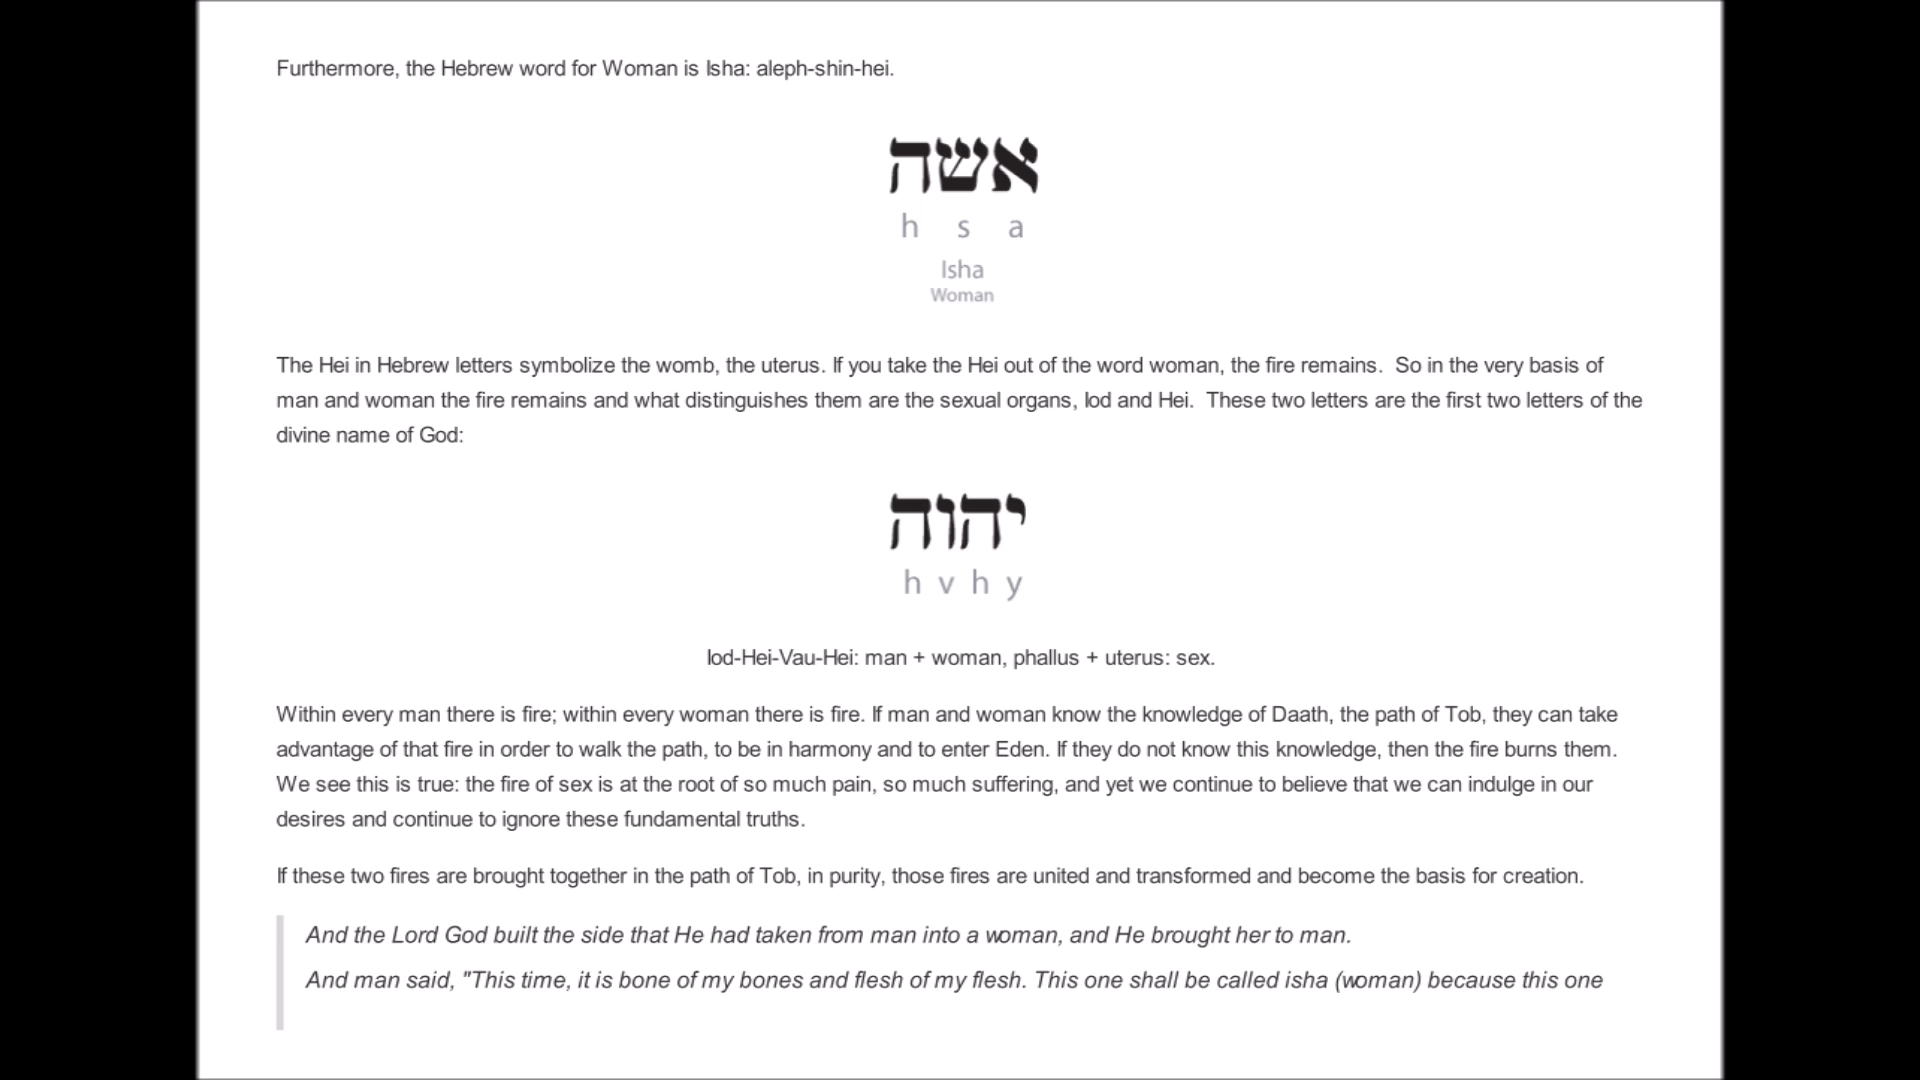 Furthermore, the Hebrew word for Woman is Isha: aleph-shin-hei.
אשה
h s a
Isha
Woman
The Hei in Hebrew letters symbolize the womb, the uterus. If you take the Hei out of the word woman, the fire remains.  So in the very basis of
man and woman the fire remains and what distinguishes them are the sexual organs, Iod and Hei.  These two letters are the first two letters of the
divine name of God:
יהוה
h v h y
Iod-Hei-Vau-Hei: man + woman, phallus + uterus: sex.
Within every man there is fire; within every woman there is fire. If man and woman know the knowledge of Daath, the path of Tob, they can take
advantage of that fire in order to walk the path, to be in harmony and to enter Eden. If they do not know this knowledge, then the fire burns them.
We see this is true: the fire of sex is at the root of so much pain, so much suffering, and yet we continue to believe that we can indulge in our
desires and continue to ignore these fundamental truths.
If these two fires are brought together in the path of Tob, in purity, those fires are united and transformed and become the basis for creation.
And the Lord God built the side that He had taken from man into a woman, and He brought her to man.
And man said, "This time, it is bone of my bones and flesh of my flesh. This one shall be called isha (woman) because this one